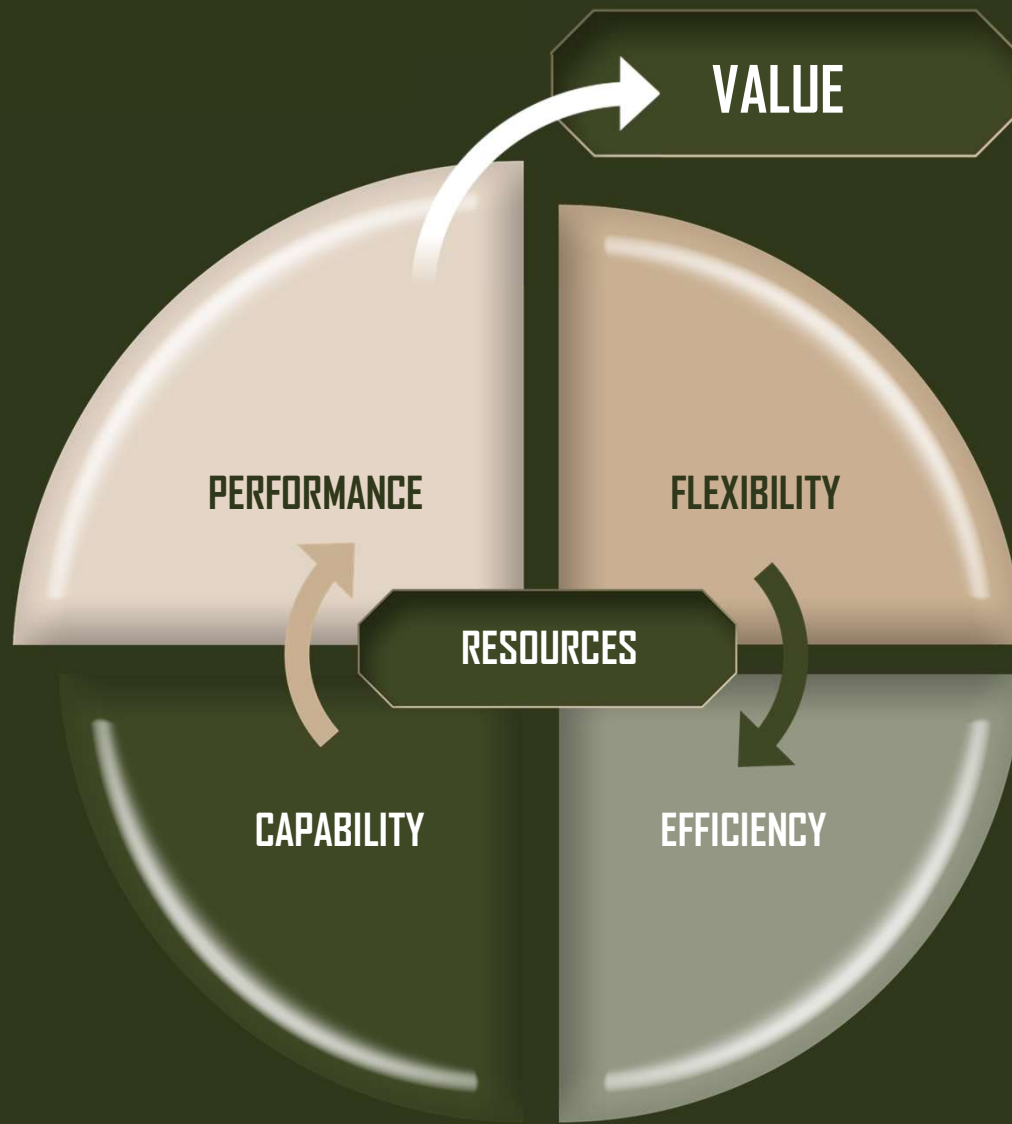 VALUE
PERFORMANCE
FLEXIBILITY
RESOURCES
CAPABILITY
EFFICIENCY